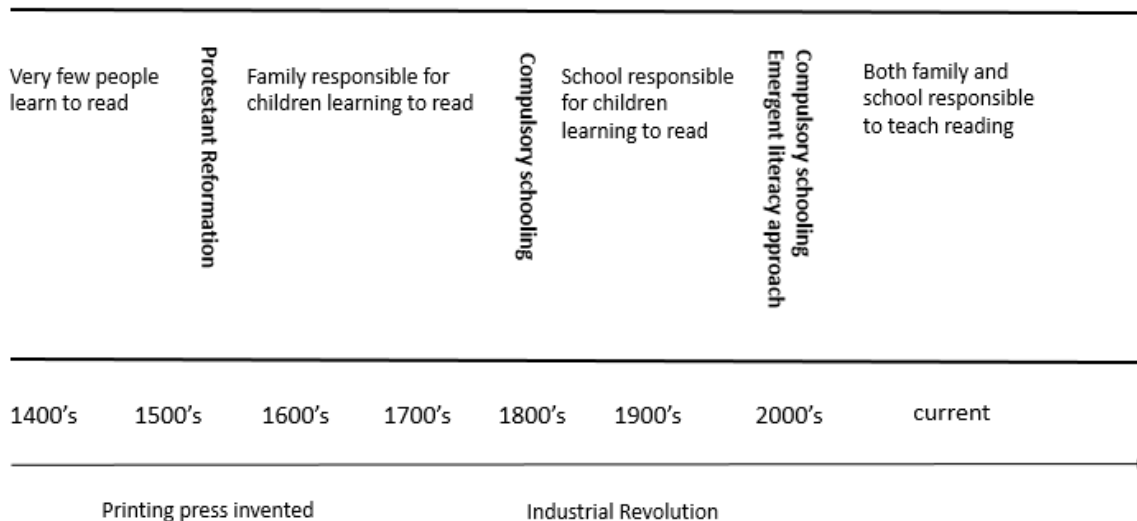 Very few people
learn to read
Protestant Reformation
Family responsible for
children learning to read
Compulsory schooling
School responsible
for children
learning to read
Compulsory schooling
Emergent literacy approach
Both family and
school responsible
to teach reading
1400's 1500's 1600's 1700's 1800's 1900's 2000's current
Printing press invented Industrial Revolution